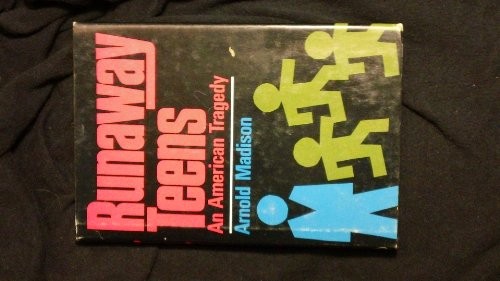 Runaway
Teens
An American Tragedy
Arnold Madison